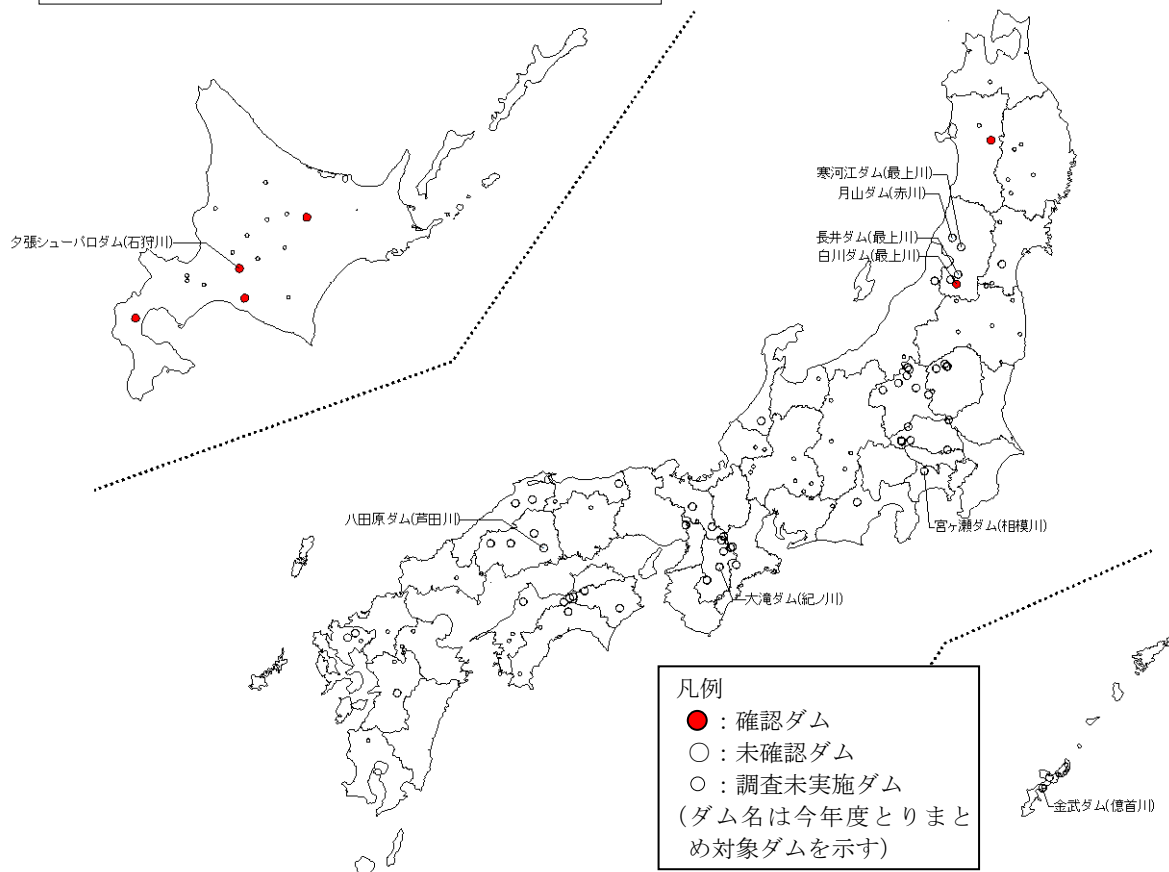 寒河江ダム(最上川)
月山ダム(赤川)
夕張シューパロダム(石狩川)
長井ダム(最上川)
白川ダム(最上川)
八田原ダム(芦田川)
宮ヶ瀬ダム(相模川)
大滝ダム(紀ノ川)
凡例
●：確認ダム
○：未確認ダム
○：調査未実施ダム
(ダム名は今年度とりまと
め対象ダムを示す)
金武ダム(億首川)